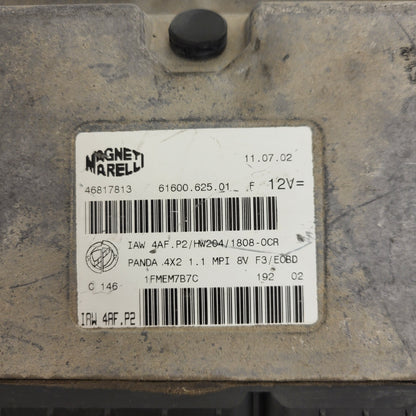 MAGNETI
MARELLI
11.07.02
46817813 61600.625.01 F 12V=
IAW 4AF.P2/HW204/1808-0CR
PANDA 4X2 1.1 MPI 8V F3/EOBD
C 146 1FMEM7B7C 192 02
IAW 4AF.P2